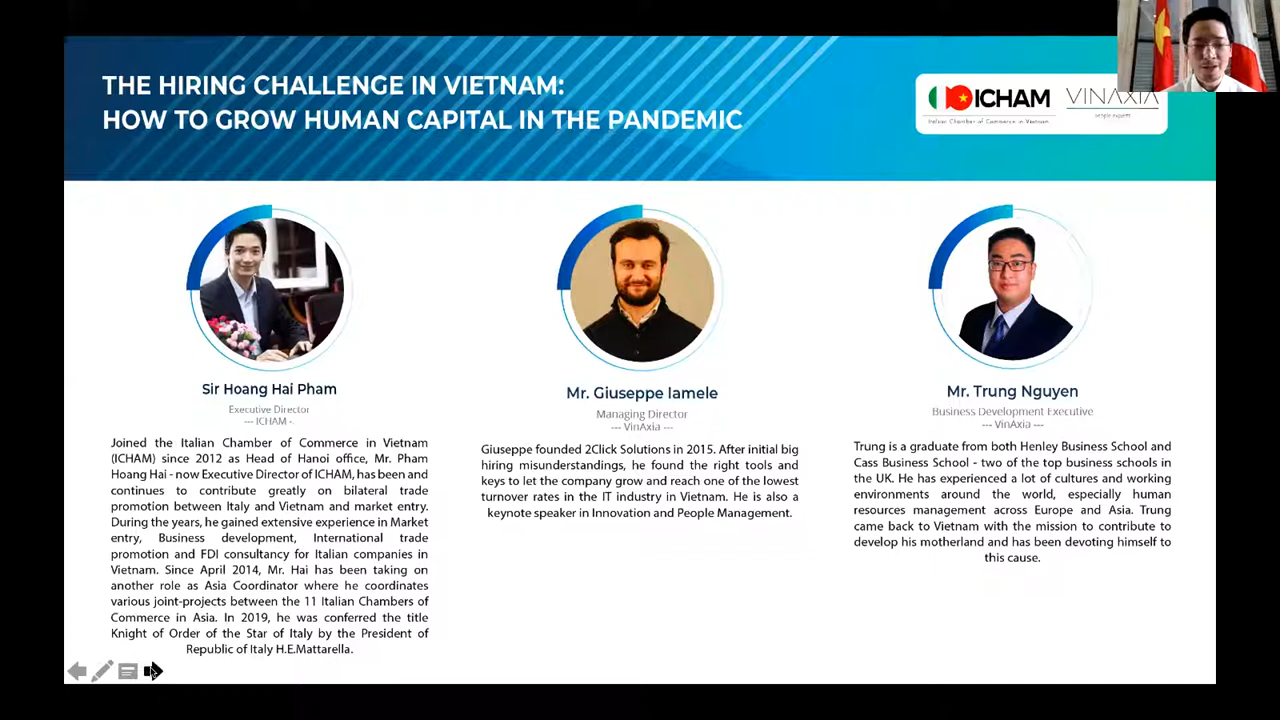 THE HIRING CHALLENGE IN VIETNAM:
HOW TO GROW HUMAN CAPITAL IN THE PANDEMIC
ICHAM
Italian Chamber of Commerce in Vietnam
VINAXIA
people experts
Sir Hoang Hai Pham
Executive Director
--- ICHAM -.
Joined the Italian Chamber of Commerce in Vietnam
(ICHAM) since 2012 as Head of Hanoi office, Mr. Pham
Hoang Hai - now Executive Director of ICHAM, has been and
continues to contribute greatly on bilateral trade
promotion between Italy and Vietnam and market entry.
During the years, he gained extensive experience in Market
entry, Business development, International trade
promotion and FDI consultancy for Italian companies in
Vietnam. Since April 2014, Mr. Hai has been taking on
another role as Asia Coordinator where he coordinates
various joint-projects between the 11 Italian Chambers of
Commerce in Asia. In 2019, he was conferred the title
Knight of Order of the Star of Italy by the President of
Republic of Italy H.E.Mattarella.
Mr. Giuseppe Iamele
Managing Director
--- VinAxia ---
Giuseppe founded 2Click Solutions in 2015. After initial big
hiring misunderstandings, he found the right tools and
keys to let the company grow and reach one of the lowest
turnover rates in the IT industry in Vietnam. He is also a
keynote speaker in Innovation and People Management.
Mr. Trung Nguyen
Business Development Executive
--- VinAxia ---
Trung is a graduate from both Henley Business School and
Cass Business School - two of the top business schools in
the UK. He has experienced a lot of cultures and working
environments around the world, especially human
resources management across Europe and Asia. Trung
came back to Vietnam with the mission to contribute to
develop his motherland and has been devoting himself to
this cause.